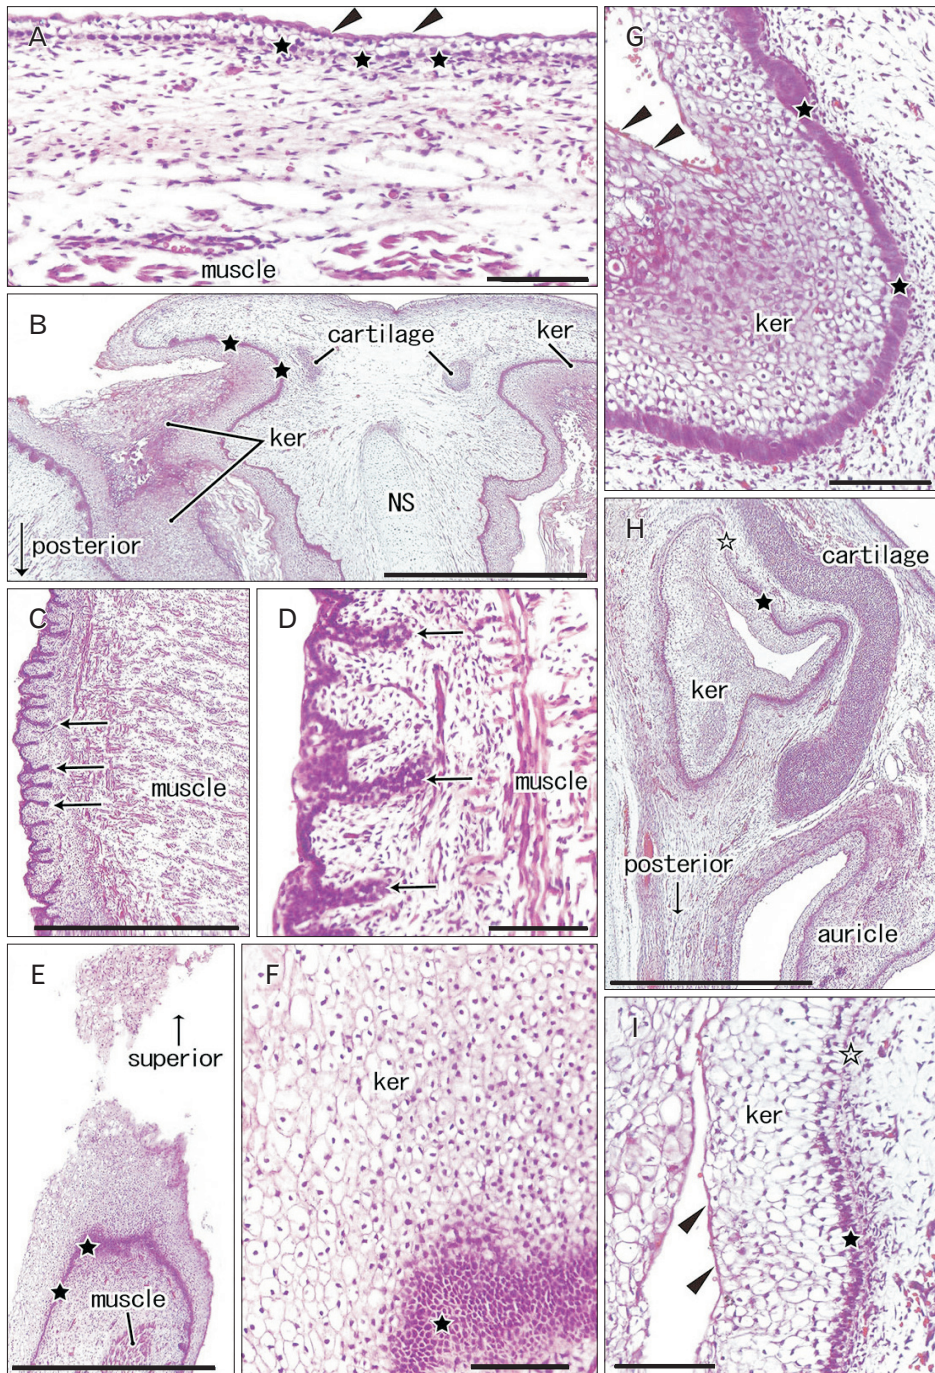 A
muscle
B
cartilage
ker
ker
NS
posterior
C
muscle
D
muscle
E
superior
muscle
F
ker
G
ker
H
cartilage
ker
posterior
auricle
I
ker